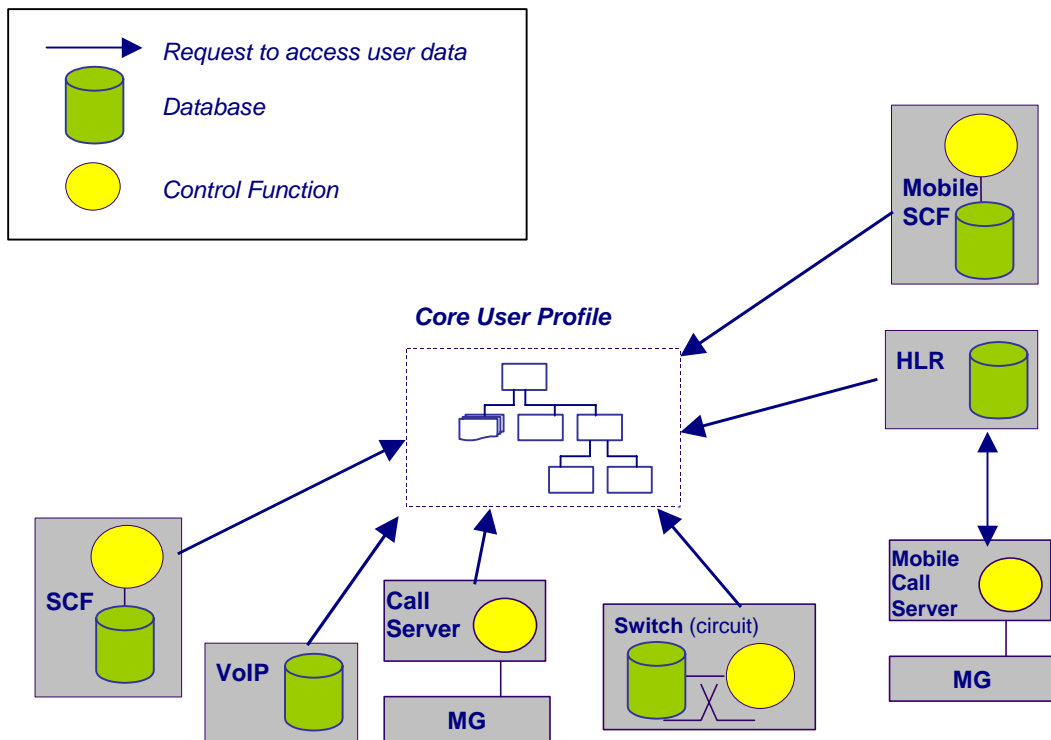 Request to access user data
Database
Control Function
Mobile
SCF
Core User Profile
HLR
SCF
VoIP
Call
Server
MG
Switch (circuit)
Mobile
Call
Server
MG